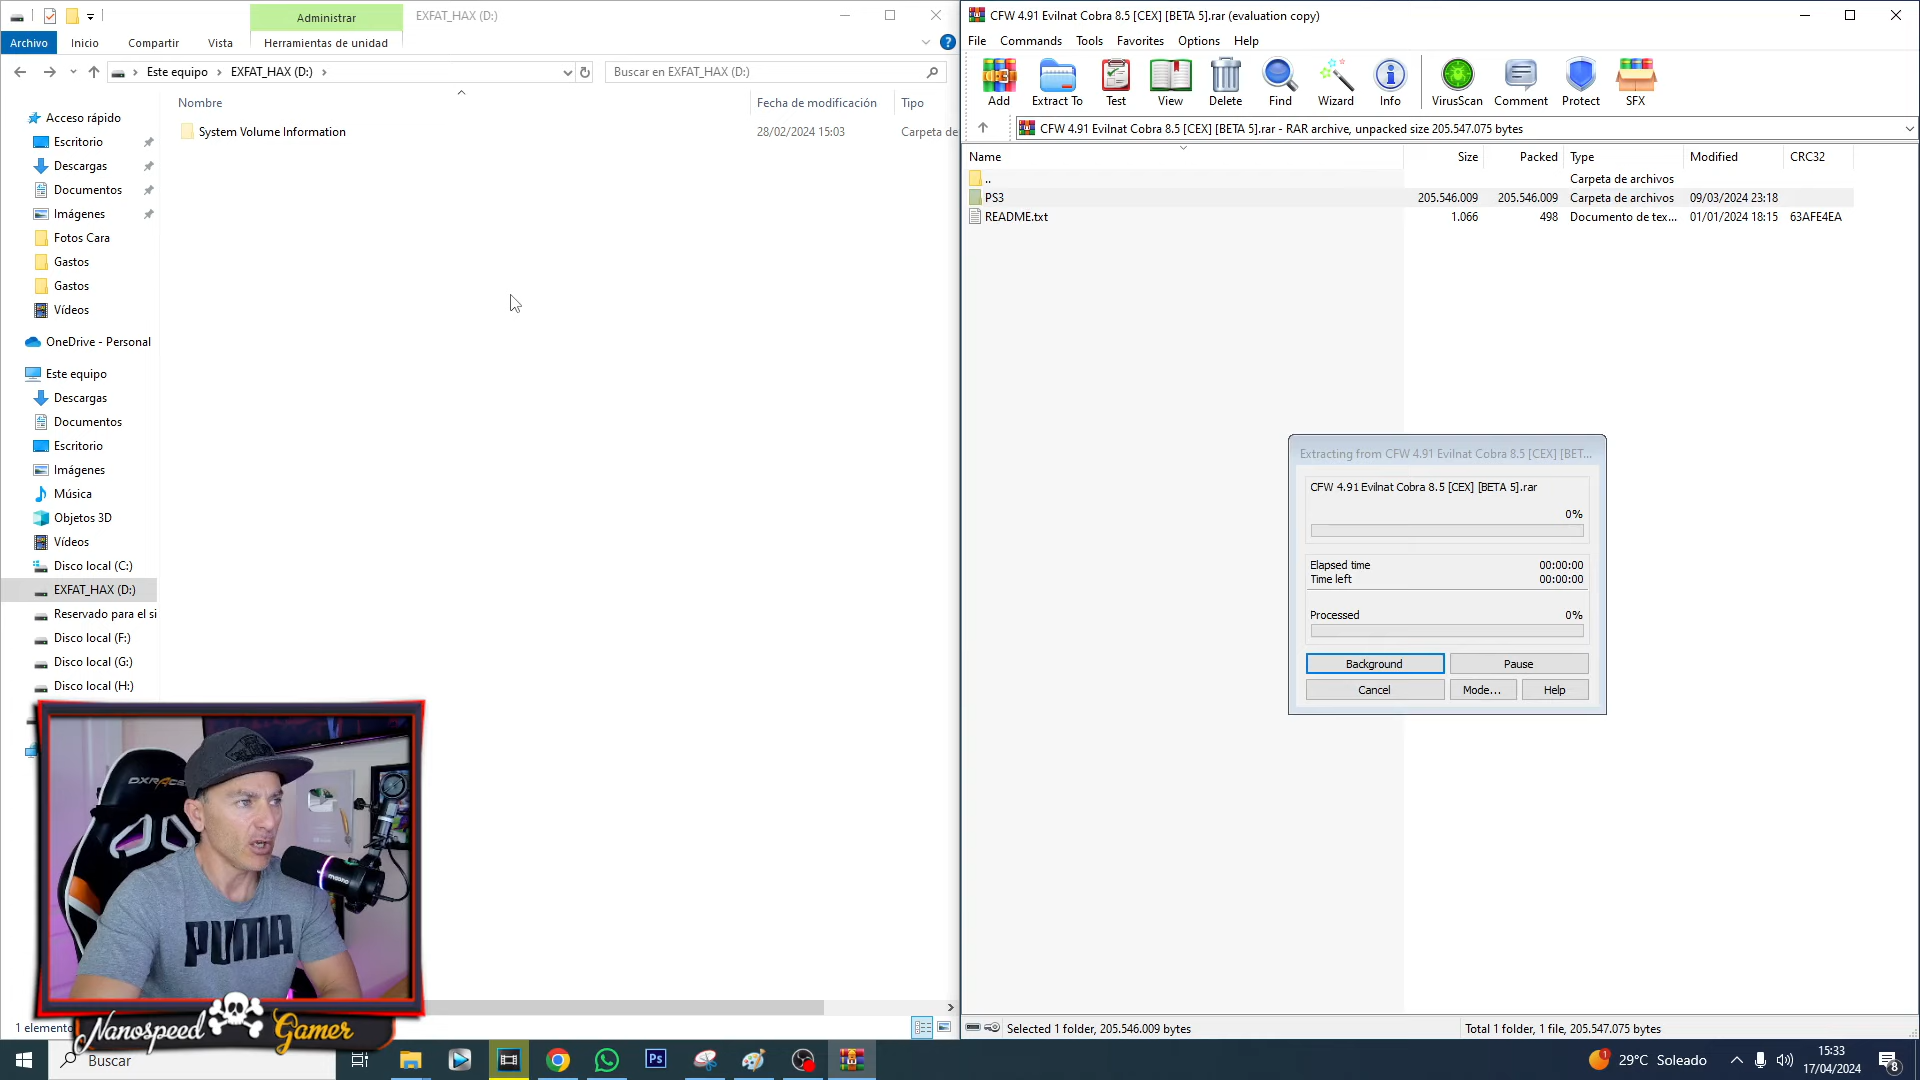 Administrar
EXFAT_HAX (D:)
Archivo
Inicio
Compartir
Vista
Herramientas de unidad
Este equipo
EXFAT_HAX (D:)
Buscar en EXFAT_HAX (D:)
Nombre
Fecha de modificación
Tipo
System Volume Information
28/02/2024 15:03
Carpeta de
Acceso rápido
Escritorio
Descargas
Documentos
Imágenes
Fotos Cara
Gastos
Gastos
Vídeos
OneDrive - Personal
Este equipo
Descargas
Documentos
Escritorio
Imágenes
Música
Objetos 3D
Vídeos
Disco local (C:)
EXFAT_HAX (D:)
Reservado para el si
Disco local (F:)
Disco local (G:)
Disco local (H:)
1 elemento
CFW 4.91 Evilnat Cobra 8.5 [CEX] [BETA 5].rar (evaluation copy)
File
Commands
Tools
Favorites
Options
Help
Add
Extract To
Test
View
Delete
Find
Wizard
Info
VirusScan
Comment
Protect
SFX
CFW 4.91 Evilnat Cobra 8.5 [CEX] [BETA 5].rar - RAR archive, unpacked size 205.547.075 bytes
Name
Size
Packed
Type
Modified
CRC32
..
Carpeta de archivos
PS3
205.546.009
205.546.009
Carpeta de archivos
09/03/2024 23:18
README.txt
1.066
498
Documento de tex...
01/01/2024 18:15
63AFE4EA
Extracting from CFW 4.91 Evilnat Cobra 8.5 [CEX] [BET...
CFW 4.91 Evilnat Cobra 8.5 [CEX] [BETA 5].rar
0%
Elapsed time
00:00:00
Time left
00:00:00
Processed
0%
Background
Pause
Cancel
Mode...
Help
Selected 1 folder, 205.546.009 bytes
Total 1 folder, 1 file, 205.547.075 bytes
DXRACE
maono
PUMA
Nanospeed Gamer
Buscar
Ps
1
29°C Soleado
15:33
17/04/2024
8